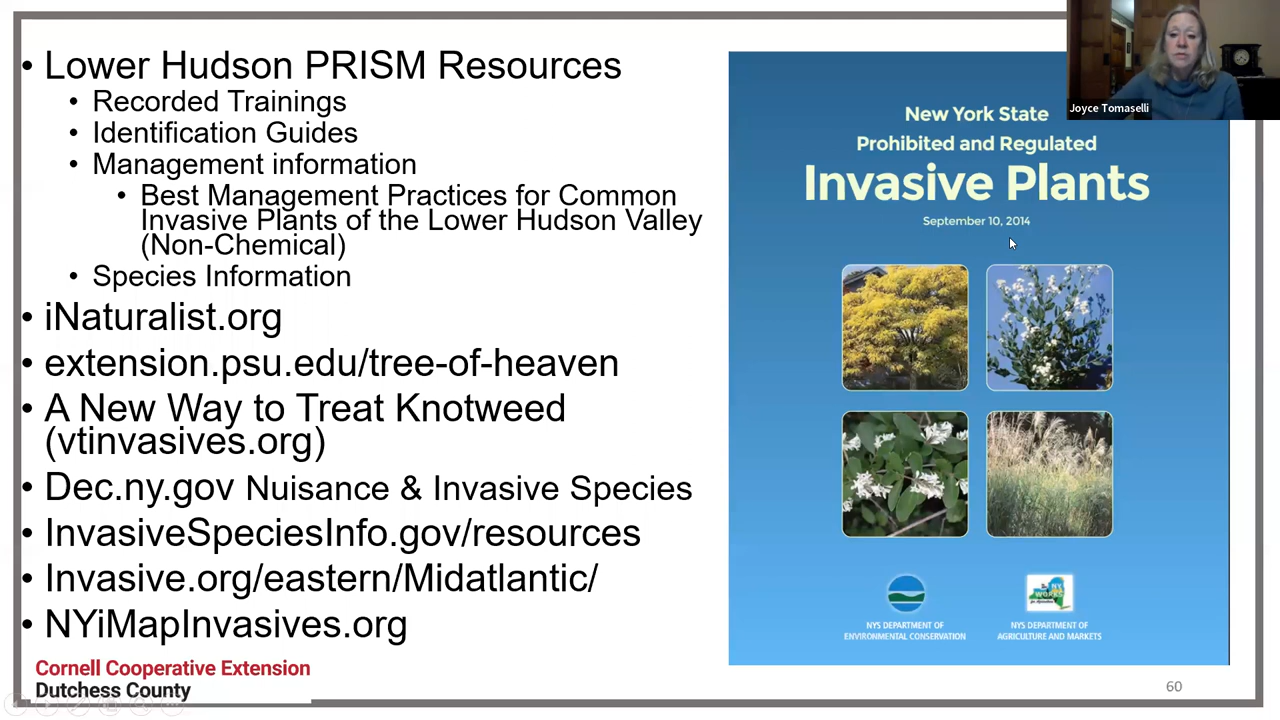 • Lower Hudson PRISM Resources
• Recorded Trainings
• Identification Guides
• Management information
• Best Management Practices for Common
Invasive Plants of the Lower Hudson Valley
(Non-Chemical)
• Species Information
• iNaturalist.org
• extension.psu.edu/tree-of-heaven
• A New Way to Treat Knotweed
(vtinvasives.org)
• Dec.ny.gov Nuisance & Invasive Species
• InvasiveSpeciesInfo.gov/resources
• Invasive.org/eastern/Midatlantic/
• NYiMapInvasives.org
Cornell Cooperative Extension
Dutchess County
New York State
Prohibited and Regulated
Invasive Plants
September 10, 2014
NYS DEPARTMENT OF
ENVIRONMENTAL CONSERVATION
NYS DEPARTMENT OF
AGRICULTURE AND MARKETS
Joyce Tomaselli
60